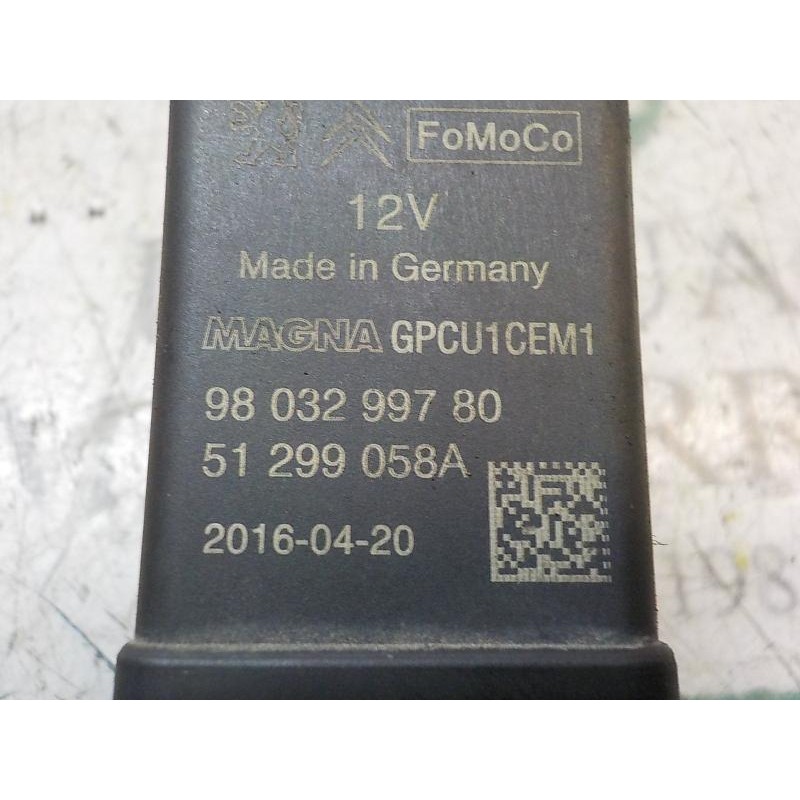 FoMoCo
12V
Made in Germany
MAGNA GPCU1CEM1
98 032 997 80
51 299 058A
2016-04-20